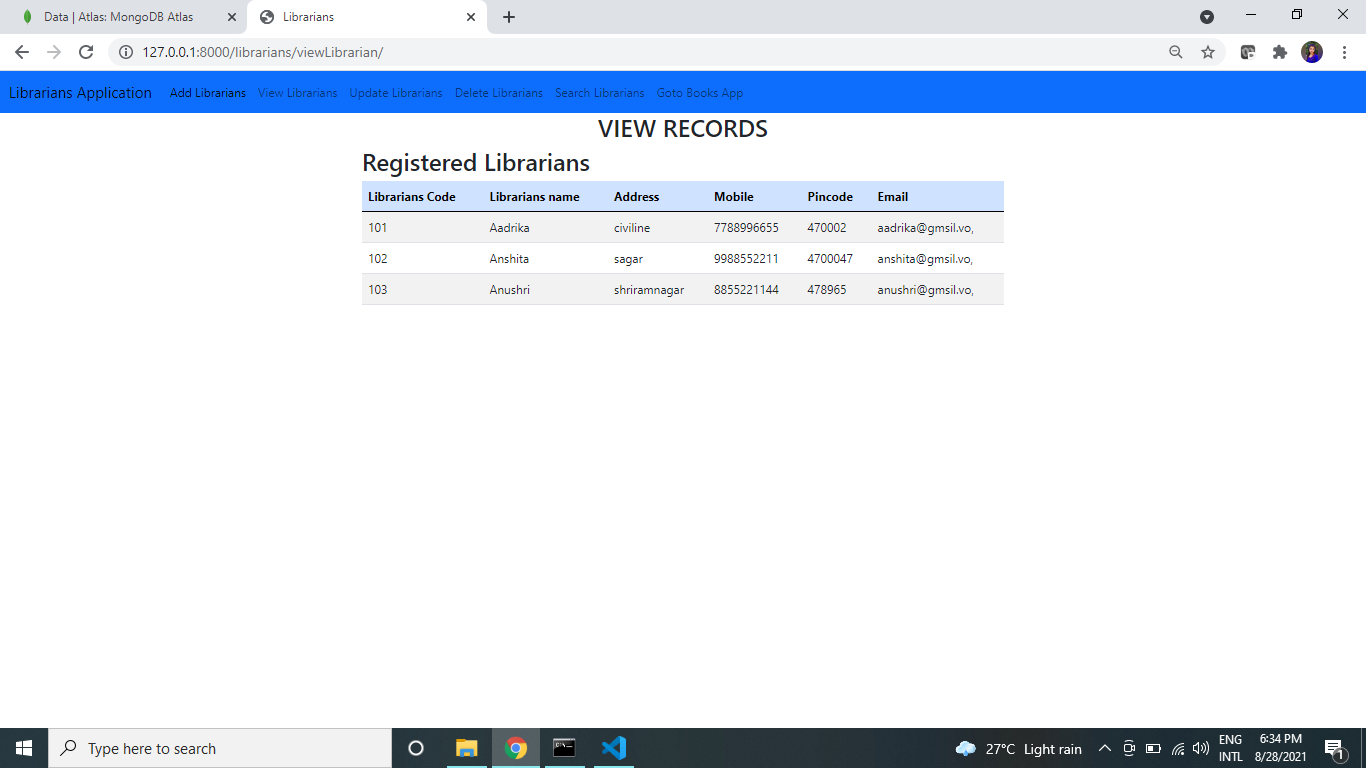 Data | Atlas: MongoDB Atlas
Librarians
127.0.0.1:8000/librarians/viewLibrarian/
Librarians Application Add Librarians View Librarians Update Librarians Delete Librarians Search Librarians Goto Books App
VIEW RECORDS
Registered Librarians
Librarians Code Librarians name Address Mobile Pincode Email
101 Aadrika civiline 7788996655 470002 aadrika@gmsil.vo,
102 Anshita sagar 9988552211 4700047 anshita@gmsil.vo,
103 Anushri shriramnagar 8855221144 478965 anushri@gmsil.vo,
Type here to search
27°C Light rain
ENG
INTL
6:34 PM
8/28/2021
1